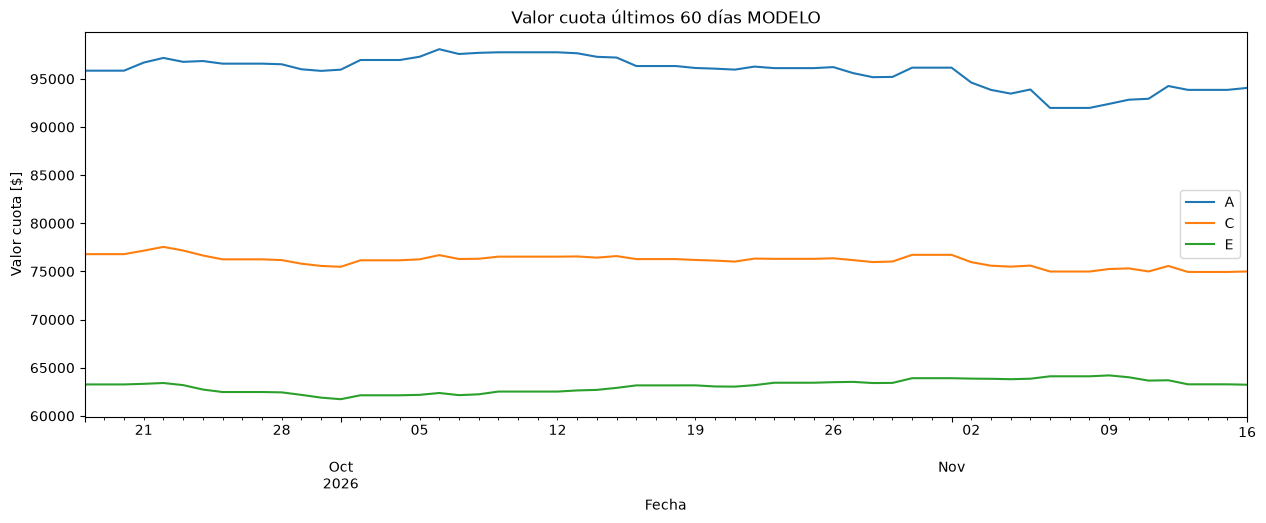 Valor cuota últimos 60 días MODELO
Valor cuota [$]
95000
90000
85000
80000
75000
70000
65000
60000
A
C
E
21 28 05 12 19 26 02 09 16
Oct Nov
2026
Fecha